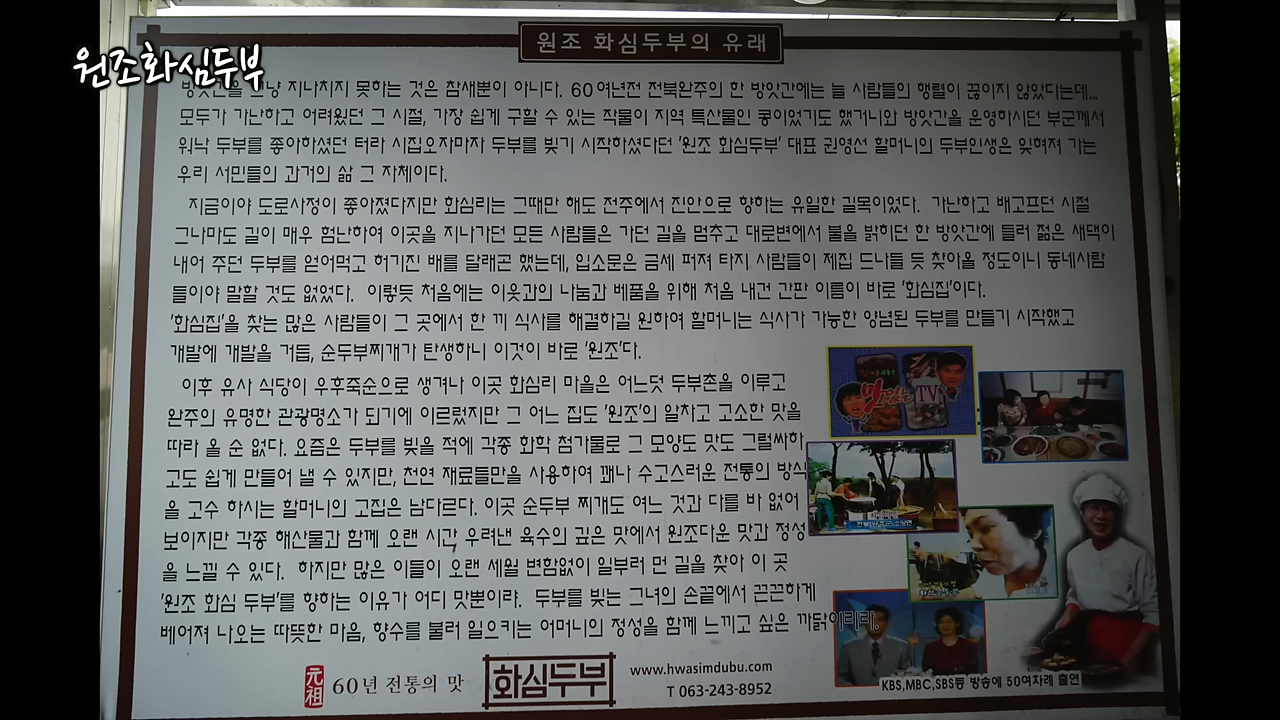 원조화심두부
원조 화심두부의 유래
방앗간을 그냥 지나치지 못하는 것은 참새뿐이 아니다. 60여년전 전북완주의 한 방앗간에는 늘 사람들의 행렬이 끊이지 않았다는데...
모두가 가난하고 어려웠던 그 시절, 가장 쉽게 구할 수 있는 작물이 지역 특산물인 콩이었기도 했거니와 방앗간을 운영하시던 부군께서
워낙 두부를 좋아하셨던 터라 시집오자마자 두부를 빚기 시작하셨다던 '원조 화심두부' 대표 권영선 할머니의 두부인생은 잊혀져 가는
우리 서민들의 과거의 삶 그 자체이다.
지금이야 도로사정이 좋아졌다지만 화심리는 그때만 해도 전주에서 진안으로 향하는 유일한 길목이었다. 가난하고 배고프던 시절
그나마도 길이 매우 험난하여 이곳을 지나가던 모든 사람들은 가던 길을 멈추고 대로변에서 불을 밝히던 한 방앗간에 들러 젊은 새댁이
내어 주던 두부를 얻어먹고 허기진 배를 달래곤 했는데, 입소문은 금세 퍼져 타지 사람들이 제집 드나들 듯 찾아올 정도이니 동네사람
들이야 말할 것도 없었다. 이렇듯 처음에는 이웃과의 나눔과 베품을 위해 처음 내건 간판 이름이 바로 '화심집'이다.
'화심집'을 찾는 많은 사람들이 그 곳에서 한 끼 식사를 해결하길 원하여 할머니는 식사가 가능한 양념된 두부를 만들기 시작했고
개발에 개발을 거듭, 순두부찌개가 탄생하니 이것이 바로 '원조'다.
이후 유사 식당이 우후죽순으로 생겨나 이곳 화심리 마을은 어느덧 두부촌을 이루고
완주의 유명한 관광명소가 되기에 이르렀지만 그 어느 집도 '원조'의 알차고 고소한 맛을
따라 올 순 없다. 요즘은 두부를 빚을 적에 각종 화학 첨가물로 그 모양도 맛도 그럴싸하
고도 쉽게 만들어 낼 수 있지만, 천연 재료들만을 사용하여 꽤나 수고스러운 전통의 방식
을 고수 하시는 할머니의 고집은 남다르다. 이곳 순두부 찌개도 여느 것과 다를 바 없어
보이지만 각종 해산물과 함께 오랜 시간 우려낸 육수의 깊은 맛에서 원조다운 맛과 정성
을 느낄 수 있다. 하지만 많은 이들이 오랜 세월 변함없이 일부러 먼 길을 찾아 이 곳
'원조 화심 두부'를 향하는 이유가 어디 맛뿐이랴. 두부를 빚는 그녀의 손끝에서 끈끈하게
베어져 나오는 따뜻한 마음, 향수를 불러 일으키는 어머니의 정성을 함께 느끼고 싶은 까닭이리라.
맛있는 TV
元祖 60년 전통의 맛
화심두부
www.hwasimdubu.com
T 063-243-8952
KBS,MBC,SBS등 방송에 50여차례 출연